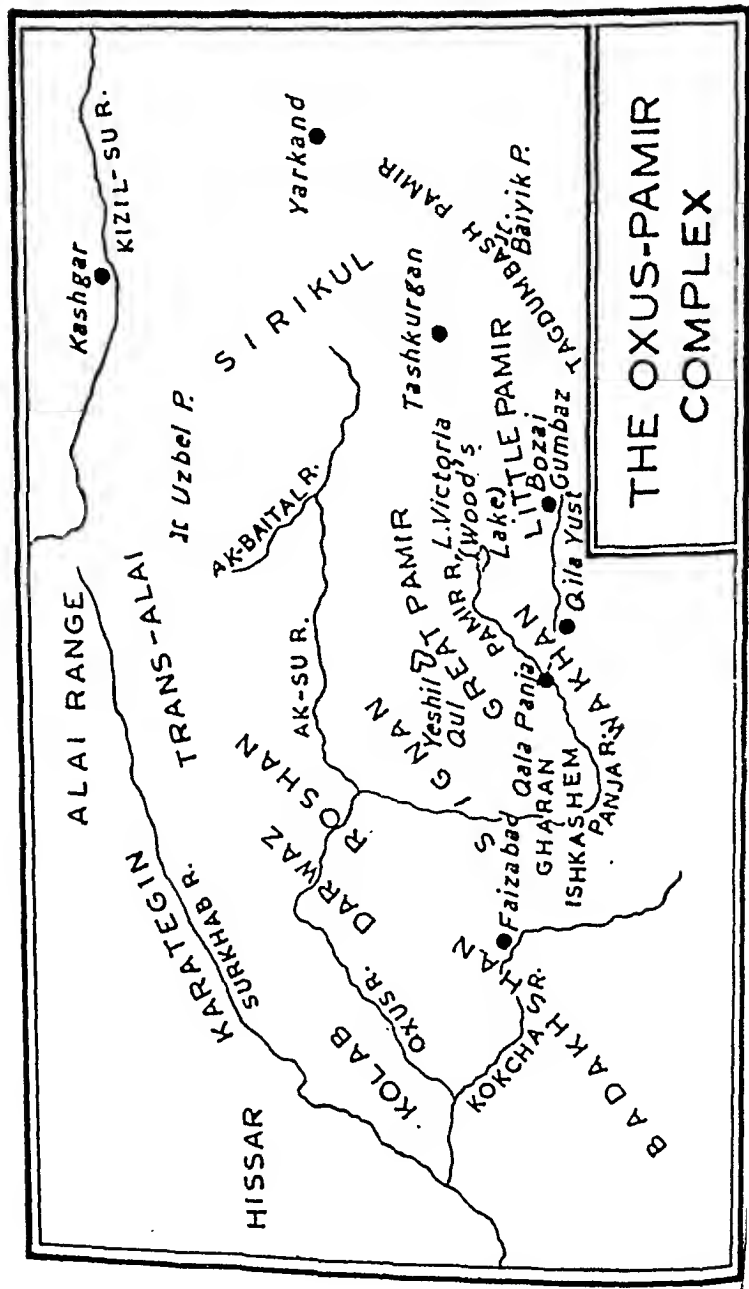 THE OXUS-PAMIR
COMPLEX
ALAI RANGE
TRANS-ALAI
KARATEGIN
SURKHAB R.
HISSAR
KOLAB
DARWAZ
OXUS R.
ROSHAN
SIGNAN
AK-SU R.
AK-BAITAL R.
Uzbel P.
Kashgar
KIZIL-SU R.
Yarkand
SIRIKUL
Tashkurgan
TAGDUMBASH PAMIR
Baiyik P.
LITTLE PAMIR
Bozai
Gumbaz
GREAT PAMIR
Yeshil
Qul
PAMIR R.
L.Victoria
(Wood's
Lake)
WAKHAN
Qila Yust
Qala Panja
PANJA R.
GHARAN
ISHKASHEM
Faizabad
BADAKHSHAN
KOKCHA R.